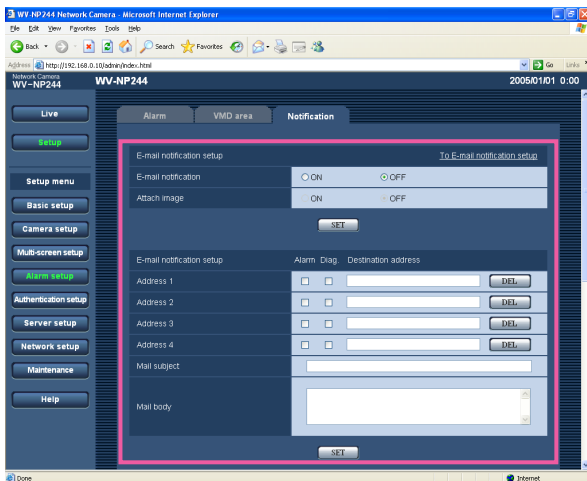 WV-NP244 Network Camera - Microsoft Internet Explorer
File Edit View Favorites Tools Help
Back Search Favorites
Address http://192.168.0.10/admin/index.html Go Links
Network Camera
WV-NP244
WV-NP244
2005/01/01 0:00
Live
Setup
Setup menu
Basic setup
Camera setup
Multi-screen setup
Alarm setup
Authentication setup
Server setup
Network setup
Maintenance
Help
Alarm VMD area Notification
E-mail notification setup To E-mail notification setup
E-mail notification ON OFF
Attach image ON OFF
SET
E-mail notification setup Alarm Diag. Destination address
Address 1 DEL
Address 2 DEL
Address 3 DEL
Address 4 DEL
Mail subject
Mail body
SET
Done Internet